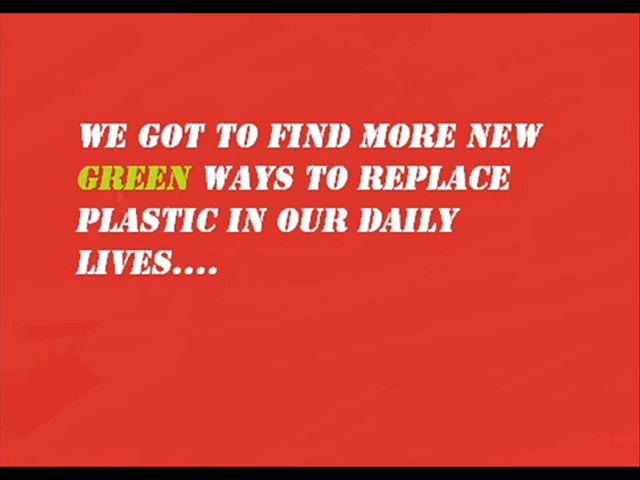 WE GOT TO FIND MORE NEW
GREEN WAYS TO REPLACE
PLASTIC IN OUR DAILY
LIVES....